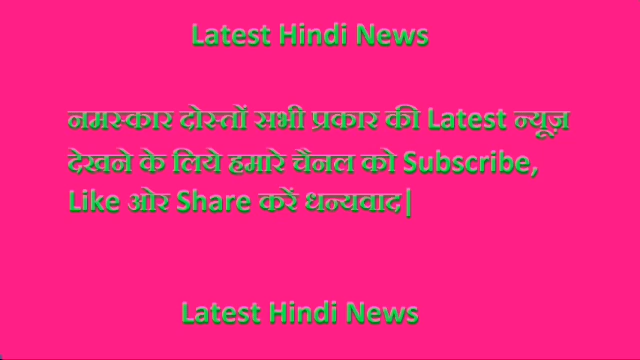 Latest Hindi News
नमस्कार दोस्तों सभी प्रकार की Latest न्यूज़
देखने के लिये हमारे चैनल को Subscribe,
Like ओर Share करें धन्यवाद|
Latest Hindi News